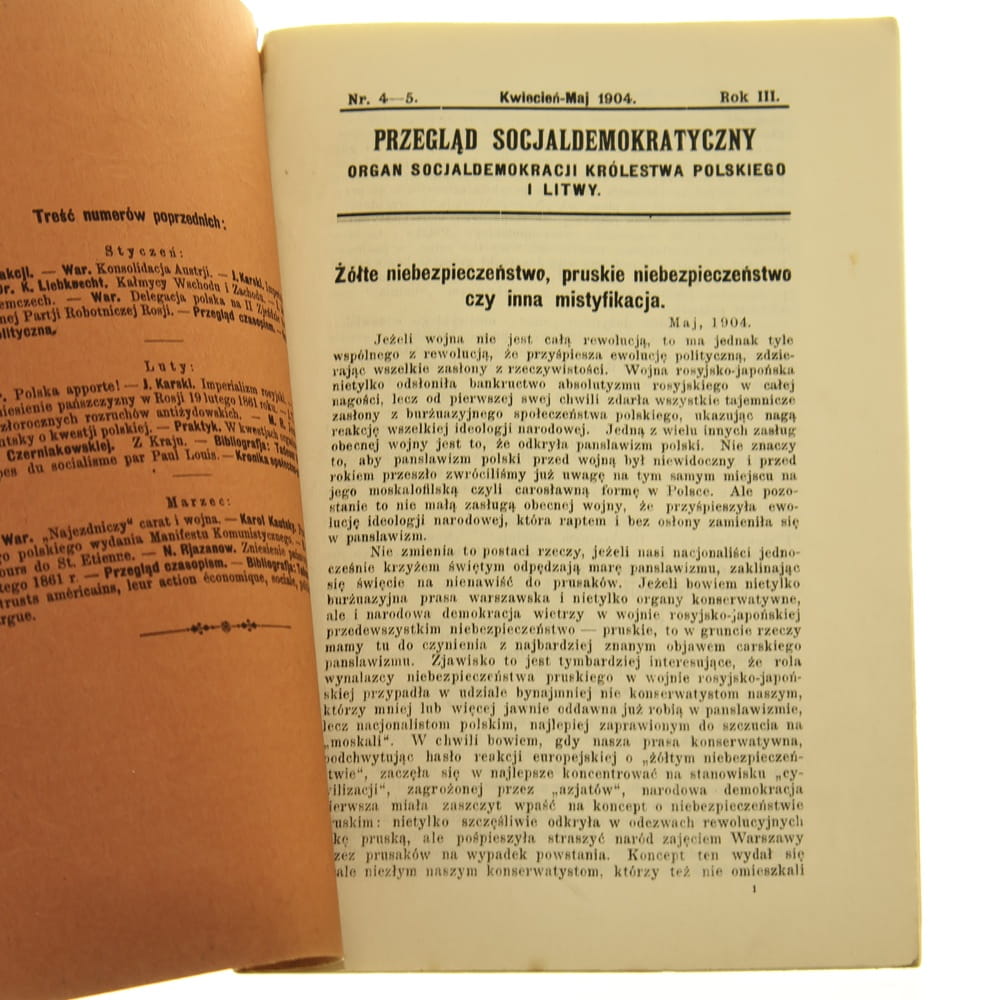 Treść numerów poprzednich:
Styczeń:
War. Konsolidacja Austrji. — J. Karski.
Dr. K. Liebknecht. Kałmycy Wschodu i Zachodu.
War. Delegacja polska na II Zjeździe
nej Partji Robotniczej Rosji. — Przegląd czasopism. —
Luty:
Polska apporte! — J. Karski. Imperializm rosyjski
niesienie pańszczyzny w Rosji 19 lutego 1861 roku.
złorocznych rozruchów antiżydowskich. —
o kwestji polskiej. — Praktyk. W kwestjach
Czerniakowskiej. Z Kraju. — Bibliografja:
du socialisme par Paul Louis. — Kronika
Marzec:
War. „Najezdniczy“ carat i wojna. — Karol Kautsky.
polskiego wydania Manifestu Komunistycznego. —
ours do St. Etienne. — N. Rjazanow. Zniesienie
tego 1861 r. — Przegląd czasopism. — Bibliografja:
trusts américains, leur action économique, sociale,
Nr. 4—5. Kwiecień-Maj 1904. Rok III.
PRZEGLĄD SOCJALDEMOKRATYCZNY
ORGAN SOCJALDEMOKRACJI KRÓLESTWA POLSKIEGO
I LITWY.
Żółte niebezpieczeństwo, pruskie niebezpieczeństwo
czy inna mistyfikacja.
Maj, 1904.
Jeżeli wojna nie jest całą rewolucją, to ma jednak tyle
wspólnego z rewolucją, że przyśpiesza ewolucję polityczną, zdzie-
rając wszelkie zasłony z rzeczywistości. Wojna rosyjsko-japońska
nietylko odsłoniła bankructwo absolutyzmu rosyjskiego w całej
nagości, lecz od pierwszej swej chwili zdarła wszystkie tajemnicze
zasłony z burżuazyjnego społeczeństwa polskiego, ukazując nagą
reakcję wszelkiej ideologji narodowej. Jedną z wielu innych zasług
obecnej wojny jest to, że odkryła panslawizm polski. Nie znaczy
to, aby panslawizm polski przed wojną był niewidoczny i przed
rokiem przeszło zwróciliśmy już uwagę na tym samym miejscu na
jego moskalofilską czyli carosławną formę w Polsce. Ale pozo-
stanie to nie małą zasługą obecnej wojny, że przyśpieszyła ewo-
lucję ideologji narodowej, która raptem i bez osłony zamieniła się
w panslawizm.
Nie zmienia to postaci rzeczy, jeżeli nasi nacjonaliści jedno-
cześnie krzyżem świętym odpędzają marę panslawizmu, zaklinając
się święcie na nienawiść do prusaków. Jeżeli bowiem nietylko
burżuazyjna prasa warszawska i nietylko organy konserwatywne,
ale i narodowa demokracja wietrzy w wojnie rosyjsko-japońskiej
przedewszystkim niebezpieczeństwo — pruskie, to w gruncie rzeczy
mamy tu do czynienia z najbardziej znanym objawem carskiego
panslawizmu. Zjawisko to jest tymbardziej interesujące, że rola
wynalazcy niebezpieczeństwa pruskiego w wojnie rosyjsko-japoń-
skiej przypadła w udziale bynajmniej nie konserwatystom naszym,
którzy mniej lub więcej jawnie oddawna już robią w panslawizmie,
lecz nacjonalistom polskim, najlepiej zaprawionym do szczucia na
„moskali“. W chwili bowiem, gdy nasza prasa konserwatywna,
podchwytując hasło reakcji europejskiej o „żółtym niebezpieczeń-
twie“, zaczęła się w najlepsze koncentrować na stanowisku „cy-
wilizacji“, zagrożonej przez „azjatów“, narodowa demokracja
ierwsza miała zaszczyt wpaść na koncept o niebezpieczeństwie
ruskim: nietylko szczęśliwie odkryła w odezwach rewolucyjnych
kę pruską, ale pośpieszyła straszyć naród zajęciem Warszawy
zez prusaków na wypadek powstania. Koncept ten wydał się
ale niezłym naszym konserwatystom, którzy też nie omieszkali
1